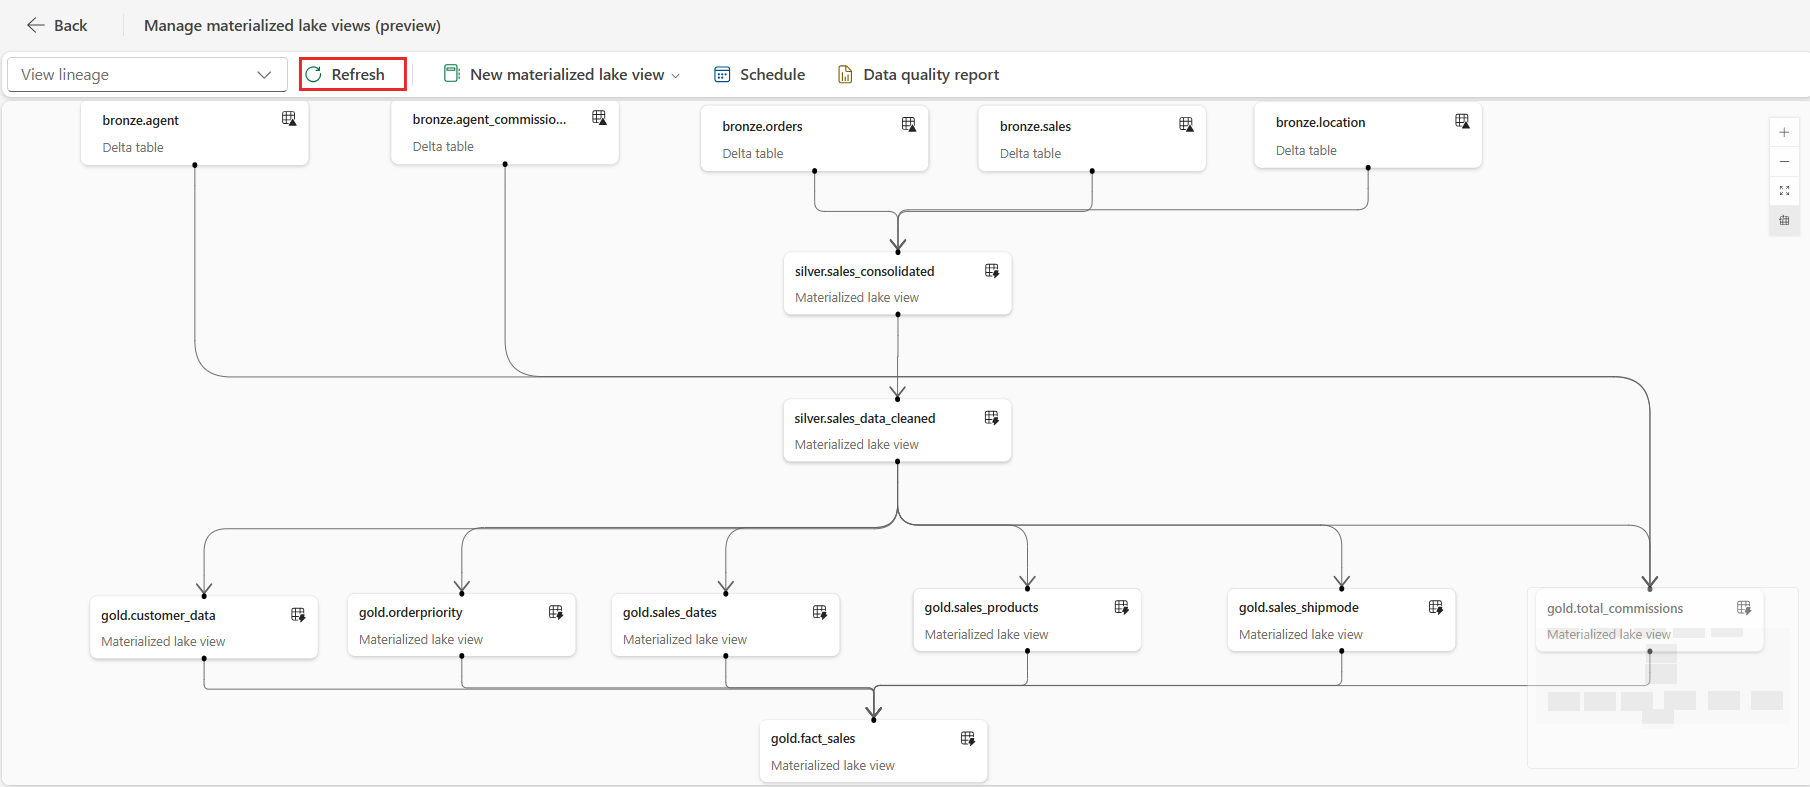 Back
Manage materialized lake views (preview)
View lineage
Refresh
New materialized lake view
Schedule
Data quality report
bronze.agent
Delta table
bronze.agent_commissio...
Delta table
bronze.orders
Delta table
bronze.sales
Delta table
bronze.location
Delta table
silver.sales_consolidated
Materialized lake view
silver.sales_data_cleaned
Materialized lake view
gold.customer_data
Materialized lake view
gold.orderpriority
Materialized lake view
gold.sales_dates
Materialized lake view
gold.sales_products
Materialized lake view
gold.sales_shipmode
Materialized lake view
gold.total_commissions
Materialized lake view
gold.fact_sales
Materialized lake view